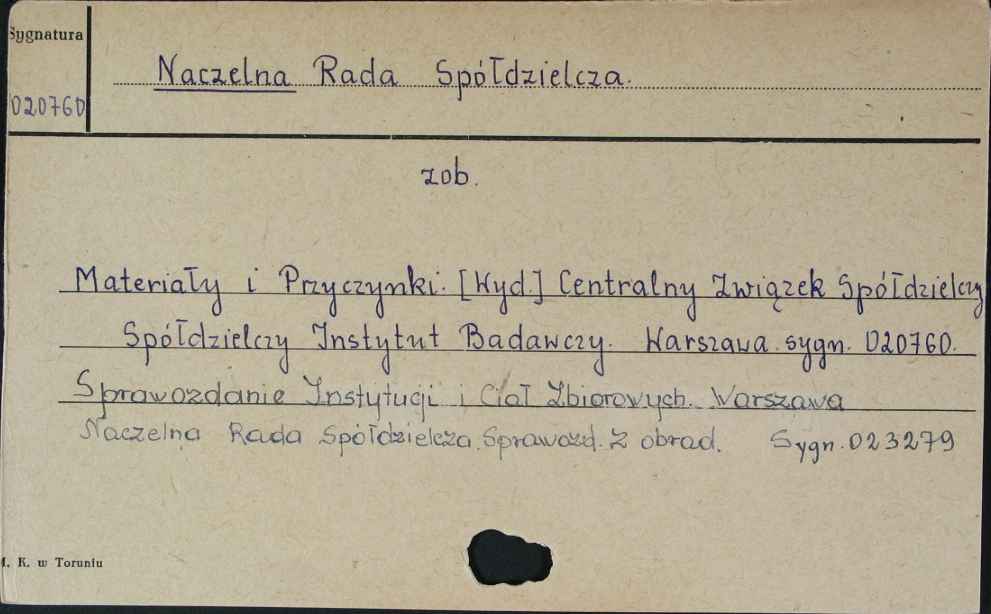 Sygnatura
Naczelna Rada Spółdzielcza.
020760
zob.
Materiały i Przyczynki. [Wyd.] Centralny Związek Spółdzielczy
Spółdzielczy Instytut Badawczy. Warszawa. sygn. 020760.
Sprawozdanie Instytucji i Ciał Zbiorowych. Warszawa
Naczelna Rada Spółdzielcza. Sprawozd. z obrad. Sygn. 023279
M. K. w Toruniu